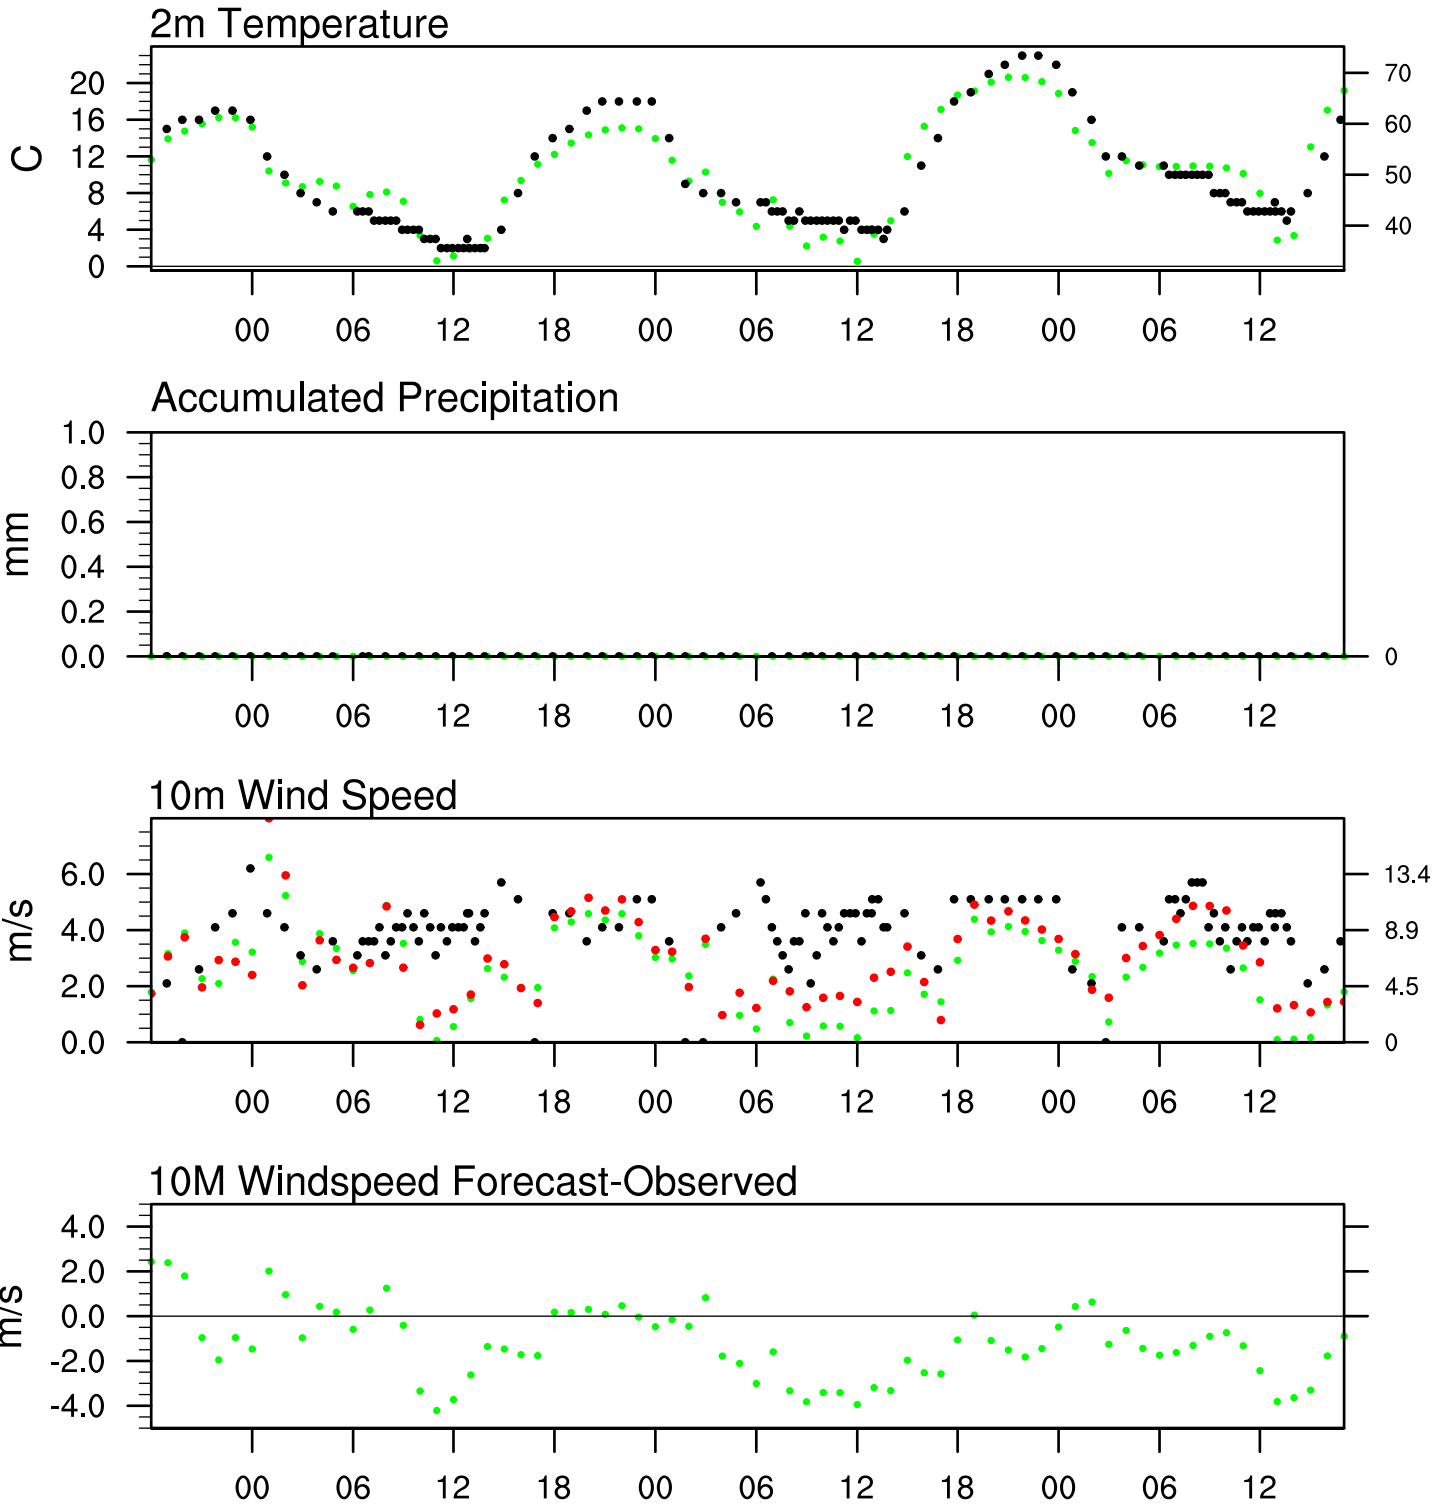 2m Temperature
20
16
12
8
4
0
C
70
60
50
40
00 06 12 18 00 06 12 18 00 06 12
Accumulated Precipitation
1.0
0.8
0.6
0.4
0.2
0.0
mm
0
00 06 12 18 00 06 12 18 00 06 12
10m Wind Speed
6.0
4.0
2.0
0.0
m/s
13.4
8.9
4.5
0
00 06 12 18 00 06 12 18 00 06 12
10M Windspeed Forecast-Observed
4.0
2.0
0.0
-2.0
-4.0
m/s
00 06 12 18 00 06 12 18 00 06 12